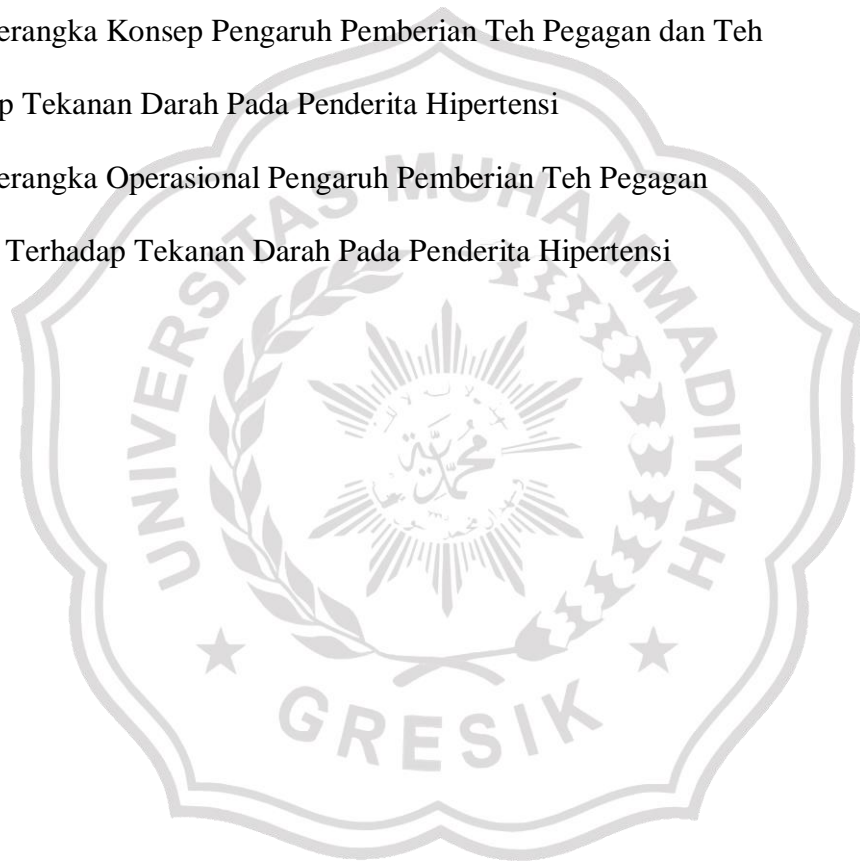 erangka Konsep Pengaruh Pemberian Teh Pegagan dan Teh
p Tekanan Darah Pada Penderita Hipertensi
erangka Operasional Pengaruh Pemberian Teh Pegagan
Terhadap Tekanan Darah Pada Penderita Hipertensi
UNIVERSITAS MUHAMMADIYAH
GRESIK